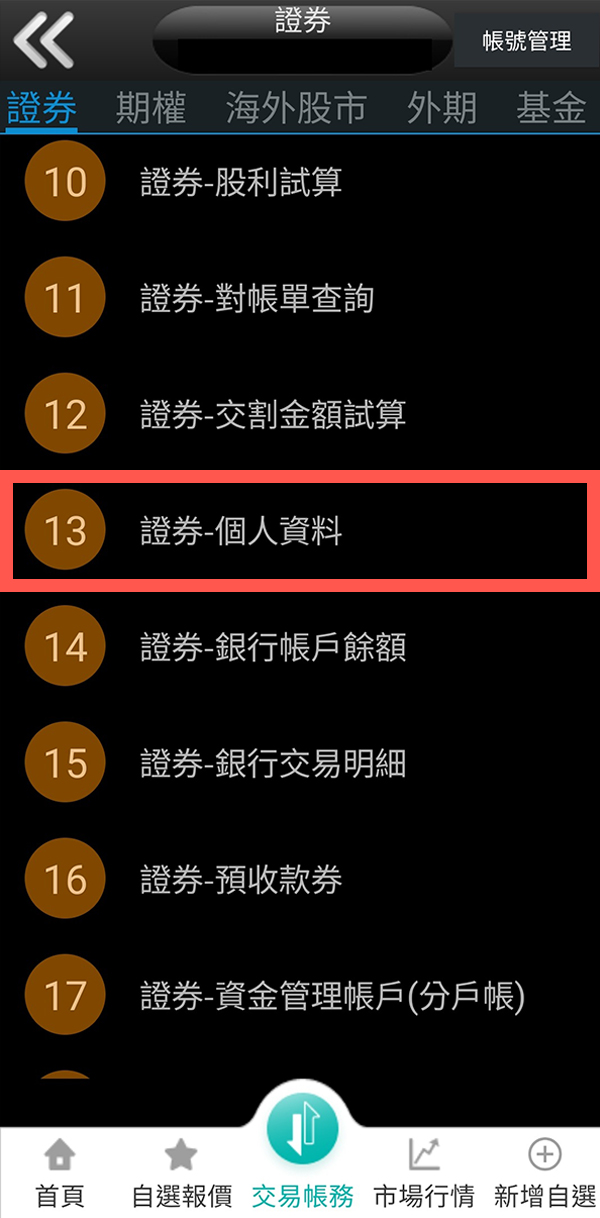 證券
帳號管理
證券 期權 海外股市 外期 基金
10 證券-股利試算
11 證券-對帳單查詢
12 證券-交割金額試算
13 證券-個人資料
14 證券-銀行帳戶餘額
15 證券-銀行交易明細
16 證券-預收款券
17 證券-資金管理帳戶(分戶帳)
首頁 自選報價 交易帳務 市場行情 新增自選